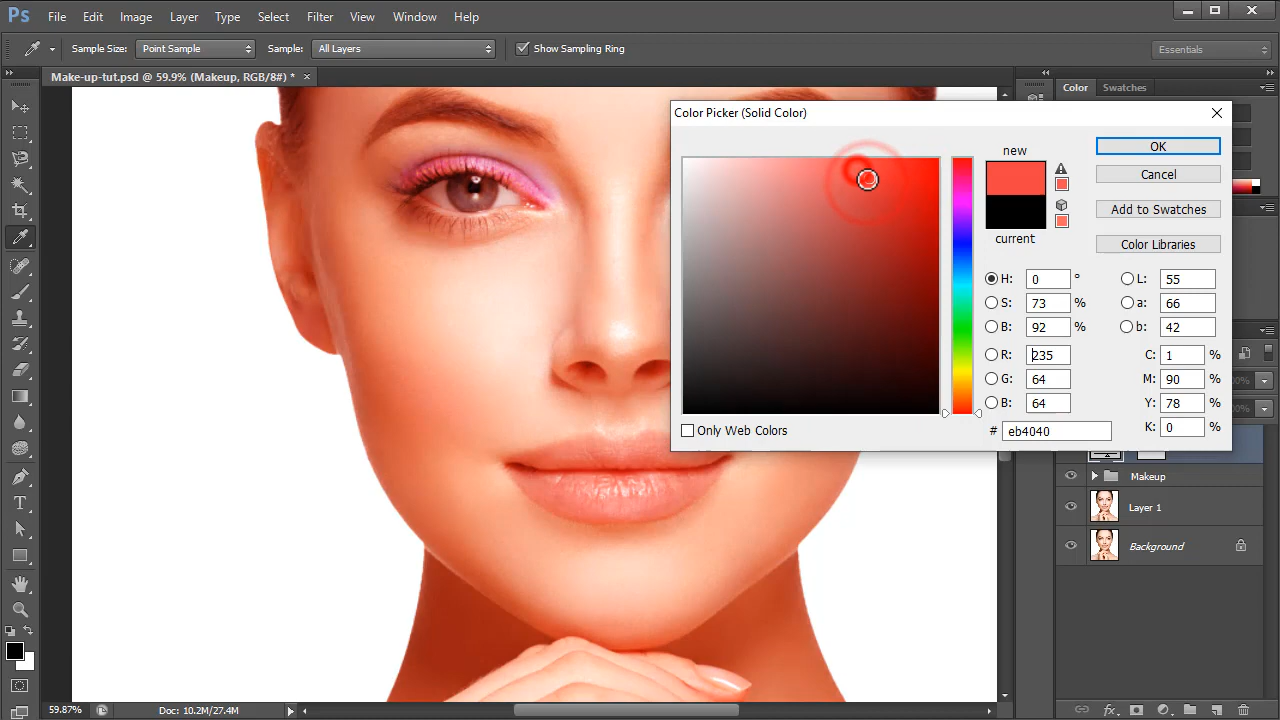 Ps File Edit Image Layer Type Select Filter View Window Help
Sample Size: Point Sample Sample: All Layers Show Sampling Ring Essentials
Make-up-tut.psd @ 59.9% (Makeup, RGB/8#) * ×
Color Swatches
Color Picker (Solid Color)
new
current
OK
Cancel
Add to Swatches
Color Libraries
H: 0 ° L: 55
S: 73 % a: 66
B: 92 % b: 42
R: 235 C: 1 %
G: 64 M: 90 %
B: 64 Y: 78 %
# eb4040 K: 0 %
Only Web Colors
Makeup
Layer 1
Background
59.87% Doc: 10.2M/27.4M
fx